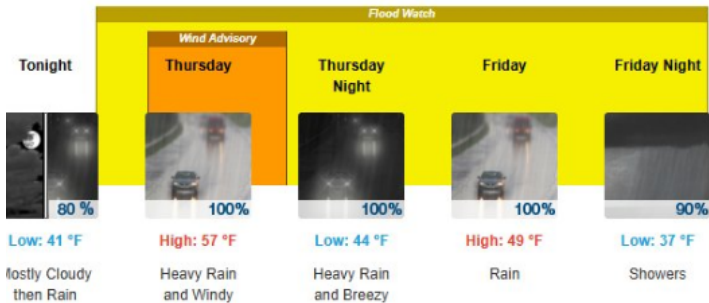 Flood Watch
Wind Advisory
Tonight
Thursday
Thursday
Night
Friday
Friday Night
80 %
100%
100%
100%
90%
Low: 41 °F
High: 57 °F
Low: 44 °F
High: 49 °F
Low: 37 °F
Mostly Cloudy
then Rain
Heavy Rain
and Windy
Heavy Rain
and Breezy
Rain
Showers